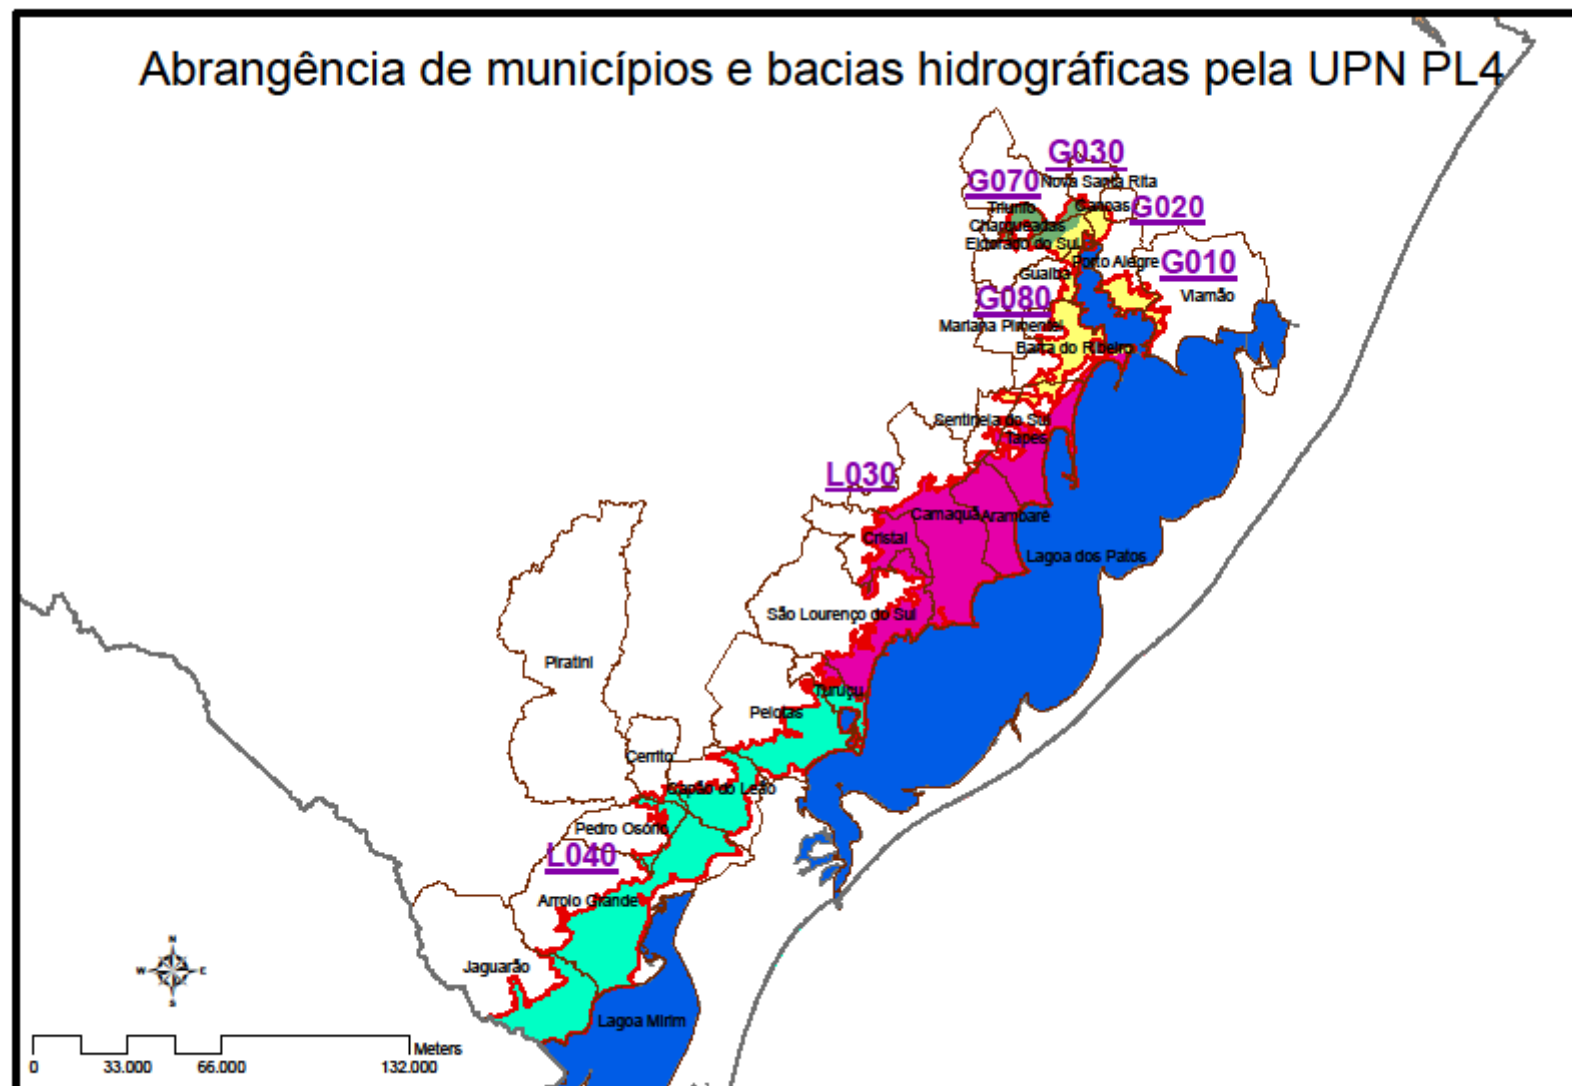 Abrangência de municípios e bacias hidrográficas pela UPN PL4
G030
G070
Nova Santa Rita
Triunfo
Canoas
G020
Charqueadas
Eldorado do Sul
Porto Alegre
G010
Guaíba
Viamão
G080
Mariana Pimentel
Barra do Ribeiro
Sentinela do Sul
Tapes
L030
Camaquã
Arambaré
Cristal
Lagoa dos Patos
São Lourenço do Sul
Piratini
Turuçu
Pelotas
Cerrito
Capão do Leão
Pedro Osório
L040
Arroio Grande
Jaguarão
Lagoa Mirim
N
W
E
S
Meters
0
33.000
66.000
132.000